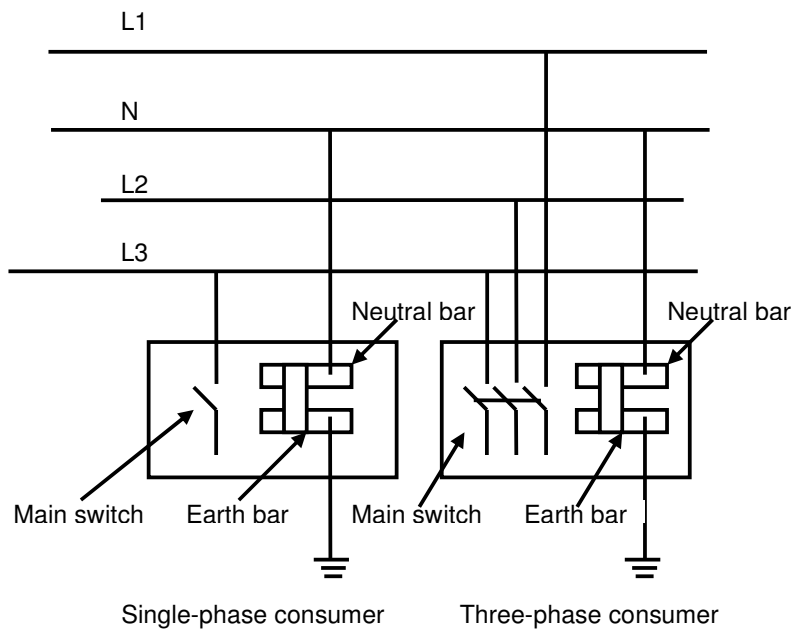 L1
N
L2
L3
Neutral bar
Neutral bar
Main switch
Earth bar
Main switch
Earth bar
Single-phase consumer
Three-phase consumer